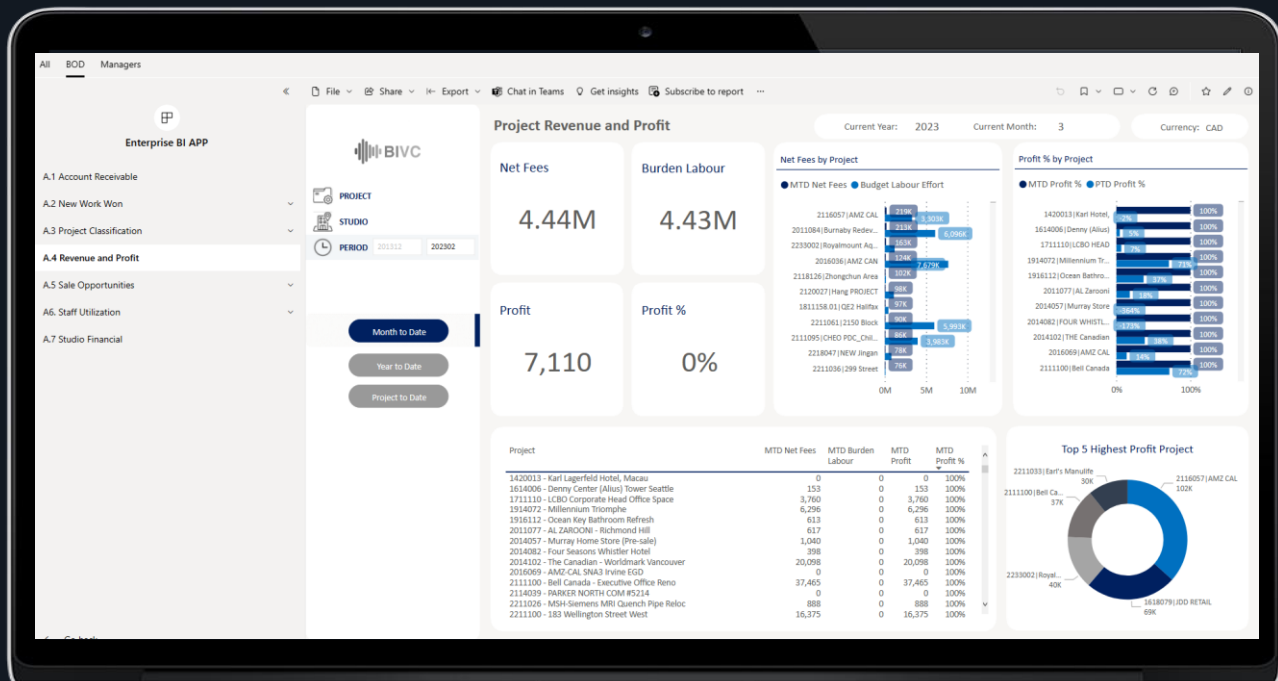 All BOD Managers
File Share Export Chat in Teams Get insights Subscribe to report ...
Enterprise BI APP
A.1 Account Receivable
A.2 New Work Won
A.3 Project Classification
A.4 Revenue and Profit
A.5 Sale Opportunities
A6. Staff Utilization
A.7 Studio Financial
Go back
BIVC
PROJECT
STUDIO
PERIOD 201312 202302
Month to Date
Year to Date
Project to Date
Project Revenue and Profit
Current Year: 2023 Current Month: 3 Currency: CAD
Net Fees
4.44M
Burden Labour
4.43M
Profit
7,110
Profit %
0%
Net Fees by Project
MTD Net Fees Budget Labour Effort
2116057|AMZ CAL 219K 3,303K
2011084|Burnaby Redev... 213K 6,096K
2233002|Royalmount Aq... 163K
2016036|AMZ CAN 124K 7,679K
2118126|Zhongchun Area 102K
2120027|Hang PROJECT 98K
1811158.01|QE2 Halifax 97K
2211061|2150 Block 90K 5,993K
2111095|CHEO PDC_Chil... 86K 3,983K
2218047|NEW Jingan 78K
2211036|299 Street 76K
0M 5M 10M
Profit % by Project
MTD Profit % PTD Profit %
1420013|Karl Hotel, 100% -2%
1614006|Denny (Alius) 100% 5%
1711110|LCBO HEAD 100% 7%
1914072|Millennium Tr... 100% 71%
1916112|Ocean Bathro... 100% 37%
2011077|AL Zarooni 100% 18%
2014057|Murray Store 100% -364%
2014082|FOUR WHISTL... 100% -173%
2014102|THE Canadian 100% 38%
2016069|AMZ CAL 100% 14%
2111100|Bell Canada 100% 72%
0% 100%
Project MTD Net Fees MTD Burden Labour MTD Profit MTD Profit %
1420013 - Karl Lagerfeld Hotel, Macau 0 0 0 100%
1614006 - Denny Center (Alius) Tower Seattle 153 0 153 100%
1711110 - LCBO Corporate Head Office Space 3,760 0 3,760 100%
1914072 - Millennium Triomphe 6,296 0 6,296 100%
1916112 - Ocean Key Bathroom Refresh 613 0 613 100%
2011077 - AL ZAROONI - Richmond Hill 617 0 617 100%
2014057 - Murray Home Store (Pre-sale) 1,040 0 1,040 100%
2014082 - Four Seasons Whistler Hotel 398 0 398 100%
2014102 - The Canadian - Worldmark Vancouver 20,098 0 20,098 100%
2016069 - AMZ-CAL SNA3 Irvine EGD 0 0 0 100%
2111100 - Bell Canada - Executive Office Reno 37,465 0 37,465 100%
2114039 - PARKER NORTH COM #5214 0 0 0 100%
2211026 - MSH-Siemens MRI Quench Pipe Reloc 888 0 888 100%
2211100 - 183 Wellington Street West 16,375 0 16,375 100%
Top 5 Highest Profit Project
2211033|Earl's Manulife
30K
2116057|AMZ CAL
102K
2111100|Bell Ca...
37K
2233002|Royal...
40K
1618079|JDD RETAIL
69K